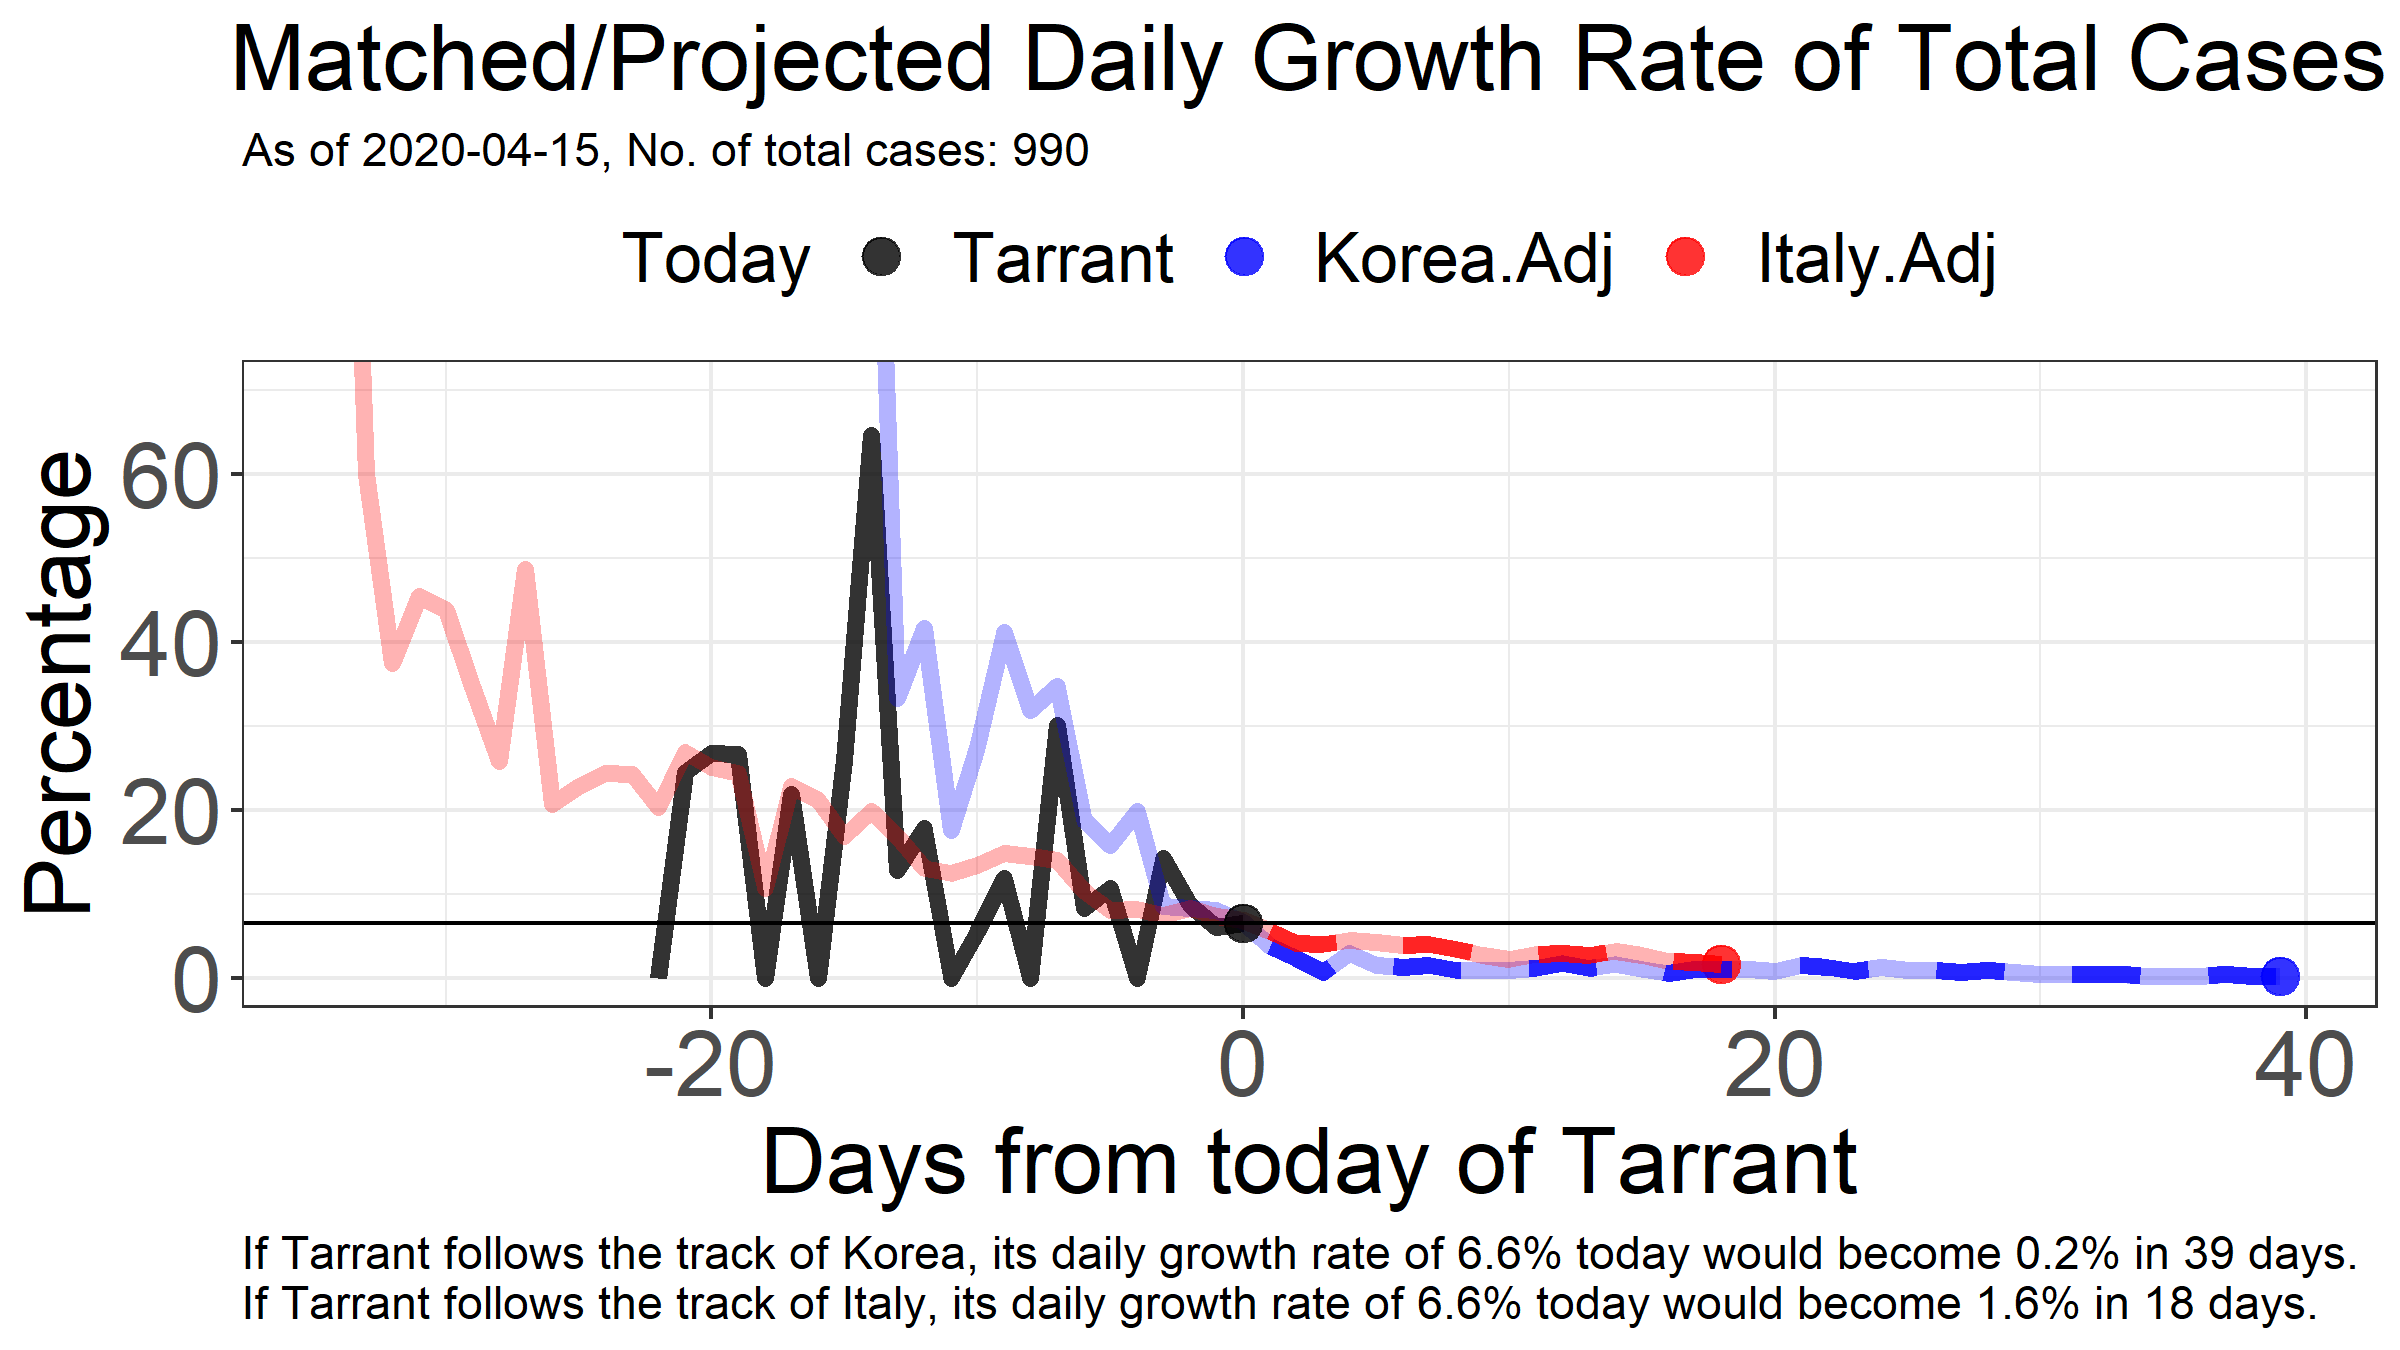 Matched/Projected Daily Growth Rate of Total Cases
As of 2020-04-15, No. of total cases: 990
Today Tarrant Korea.Adj Italy.Adj
Percentage
60
40
20
0
-20 0 20 40
Days from today of Tarrant
If Tarrant follows the track of Korea, its daily growth rate of 6.6% today would become 0.2% in 39 days.
If Tarrant follows the track of Italy, its daily growth rate of 6.6% today would become 1.6% in 18 days.